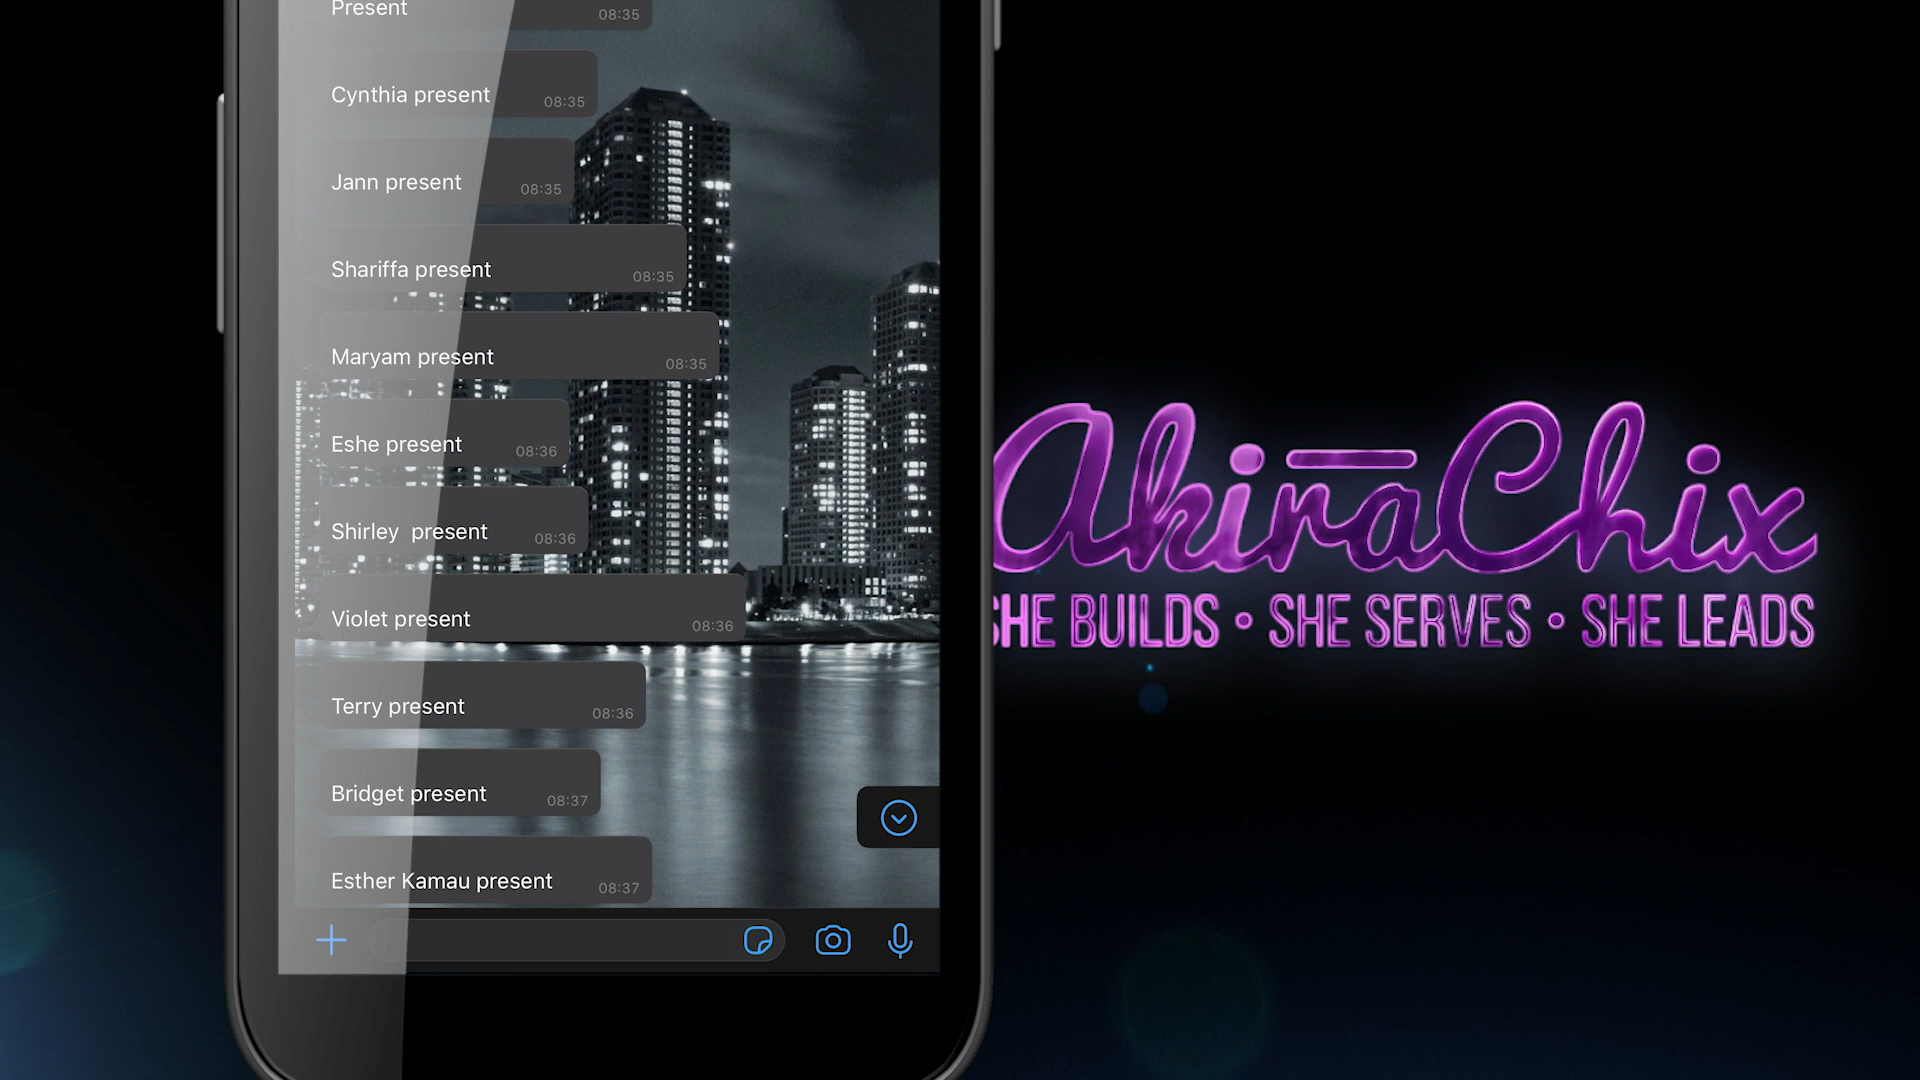 Present
08:35
Cynthia present
08:35
Jann present
08:35
Shariffa present
08:35
Maryam present
08:35
Eshe present
08:36
Shirley  present
08:36
Violet present
08:36
Terry present
08:36
Bridget present
08:37
Esther Kamau present
08:37
AkiraChix
SHE BUILDS • SHE SERVES • SHE LEADS